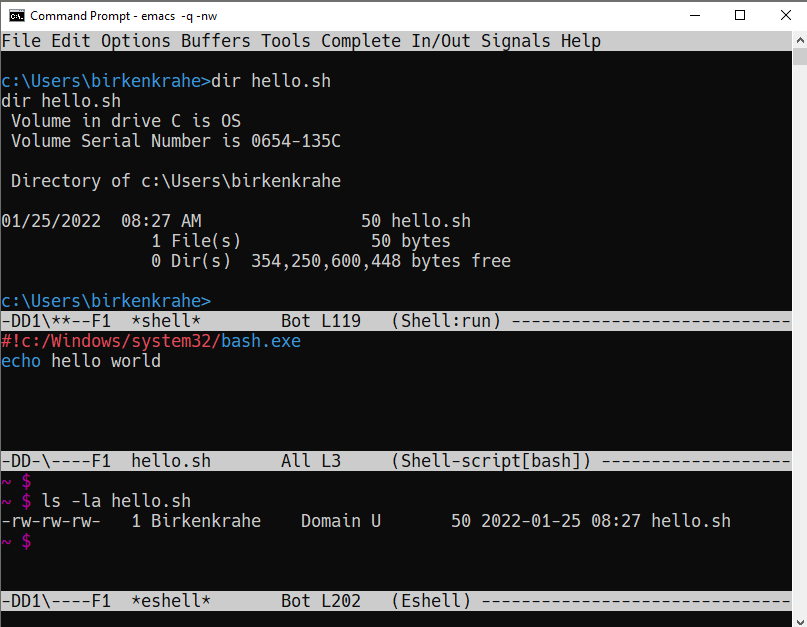 Command Prompt - emacs -q -nw
File Edit Options Buffers Tools Complete In/Out Signals Help
c:\Users\birkenkrahe>dir hello.sh
dir hello.sh
 Volume in drive C is OS
 Volume Serial Number is 0654-135C
 Directory of c:\Users\birkenkrahe
01/25/2022  08:27 AM                50 hello.sh
               1 File(s)             50 bytes
               0 Dir(s)  354,250,600,448 bytes free
c:\Users\birkenkrahe>
-DD1\**--F1  *shell*        Bot L119   (Shell:run) ----------------------------
#!c:/Windows/system32/bash.exe
echo hello world
-DD-\----F1  hello.sh       All L3     (Shell-script[bash]) -------------------
~ $
~ $ ls -la hello.sh
-rw-rw-rw-   1 Birkenkrahe    Domain U       50 2022-01-25 08:27 hello.sh
~ $
-DD1\----F1  *eshell*       Bot L202   (Eshell) -------------------------------